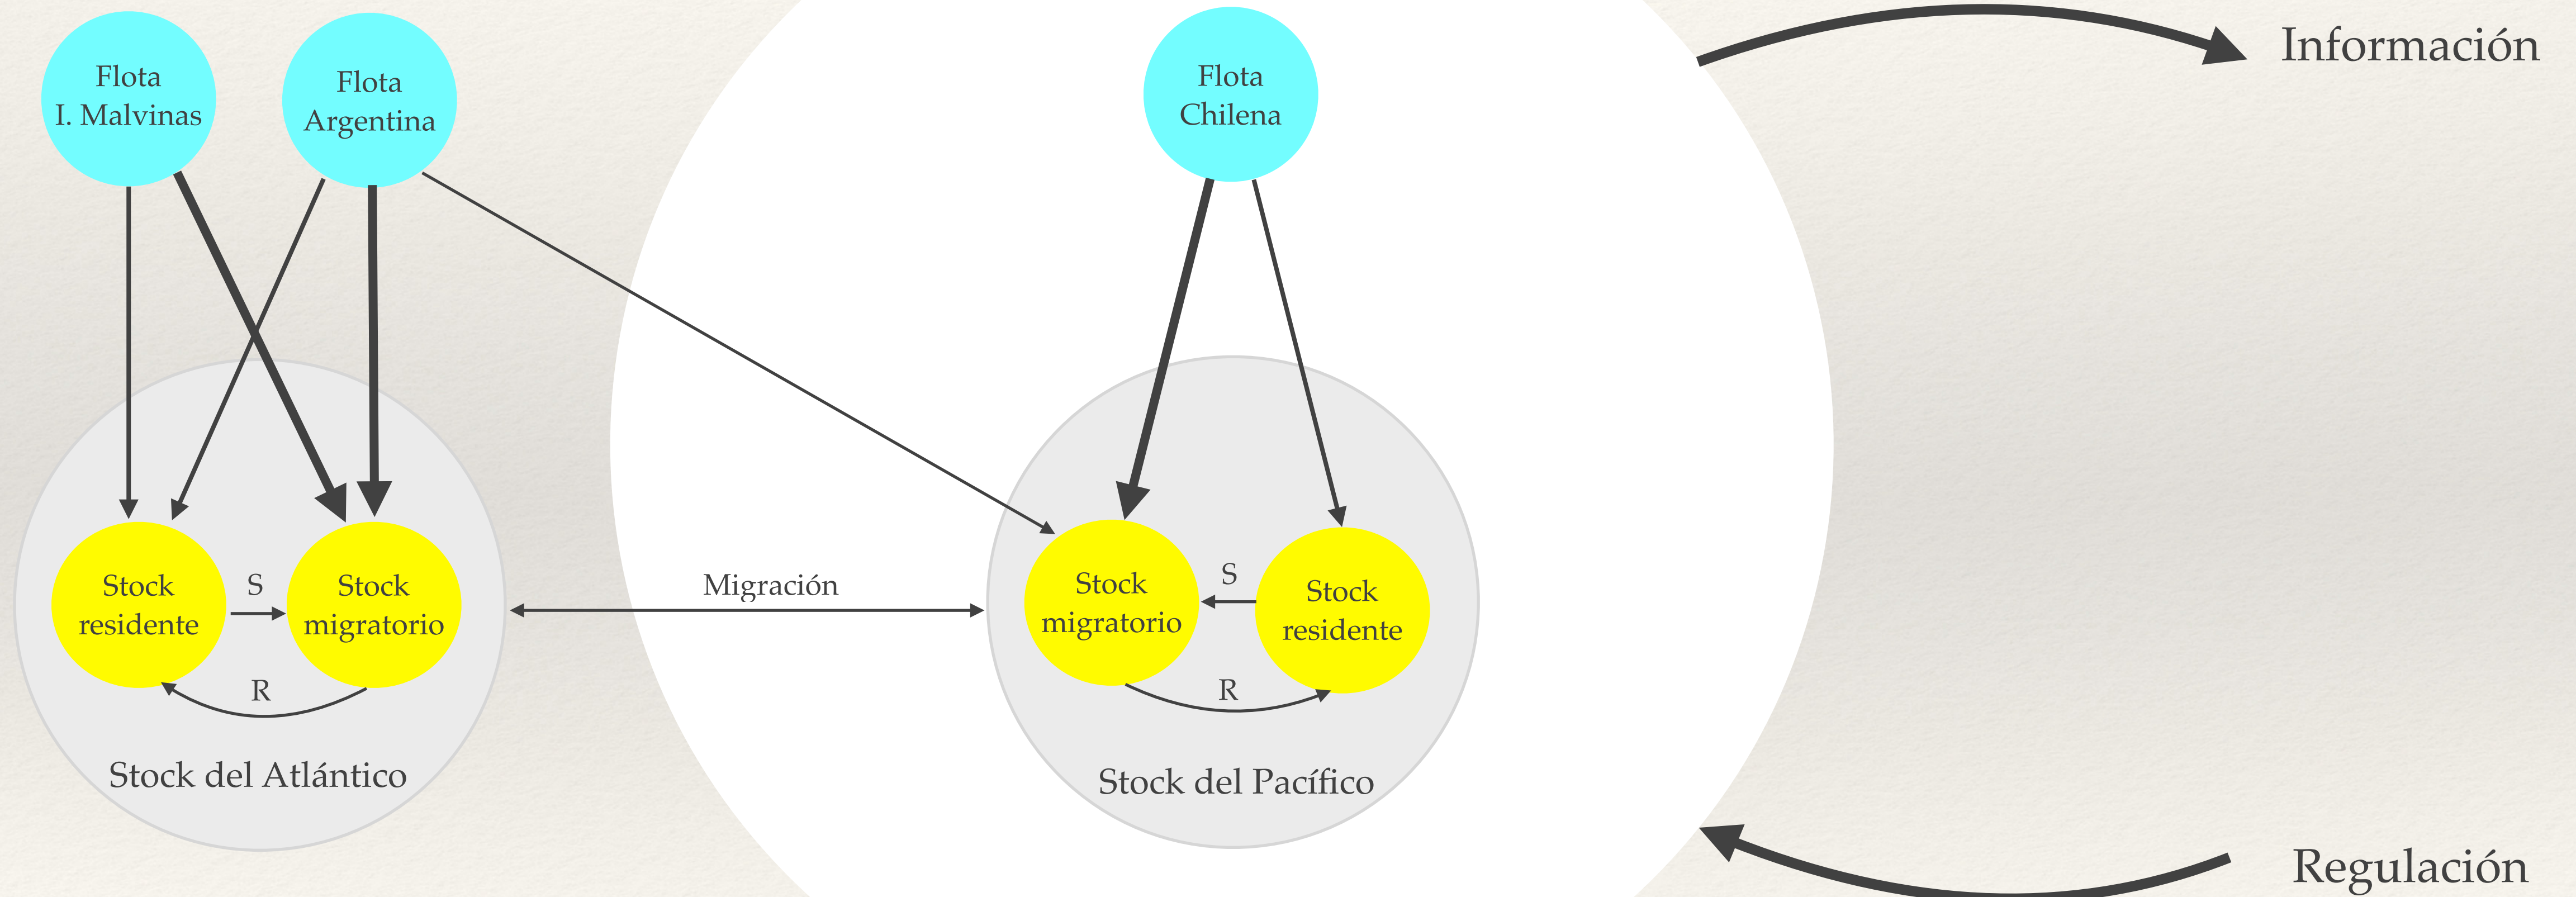 Flota
I. Malvinas
Flota
Argentina
Flota
Chilena
Información
Migración
S
Stock
residente
Stock
migratorio
R
Stock del Atlántico
S
Stock
migratorio
Stock
residente
R
Stock del Pacífico
Regulación